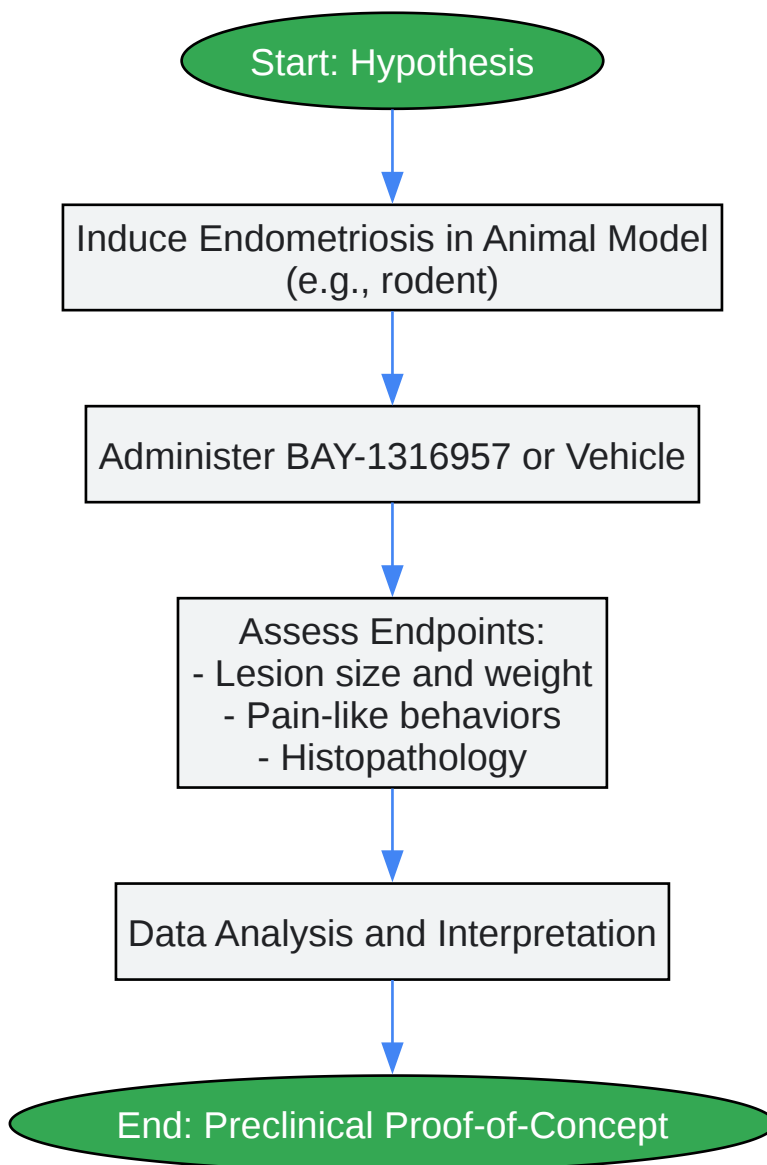 Start: Hypothesis
Induce Endometriosis in Animal Model
(e.g., rodent)
Administer BAY-1316957 or Vehicle
Assess Endpoints:
- Lesion size and weight
- Pain-like behaviors
- Histopathology
Data Analysis and Interpretation
End: Preclinical Proof-of-Concept